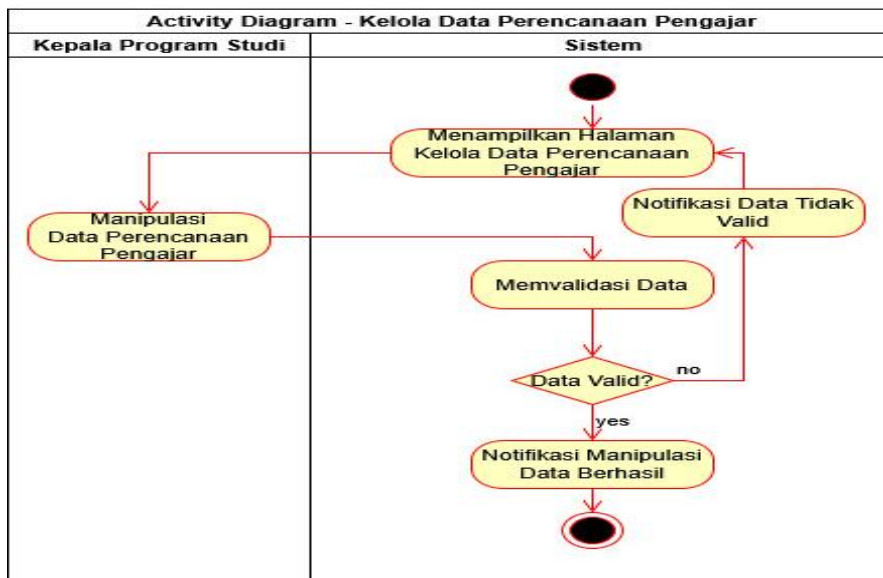 Activity Diagram - Kelola Data Perencanaan Pengajar
Kepala Program Studi
Sistem
Menampilkan Halaman
Kelola Data Perencanaan
Pengajar
Manipulasi
Data Perencanaan
Pengajar
Notifikasi Data Tidak
Valid
Memvalidasi Data
Data Valid?
no
yes
Notifikasi Manipulasi
Data Berhasil